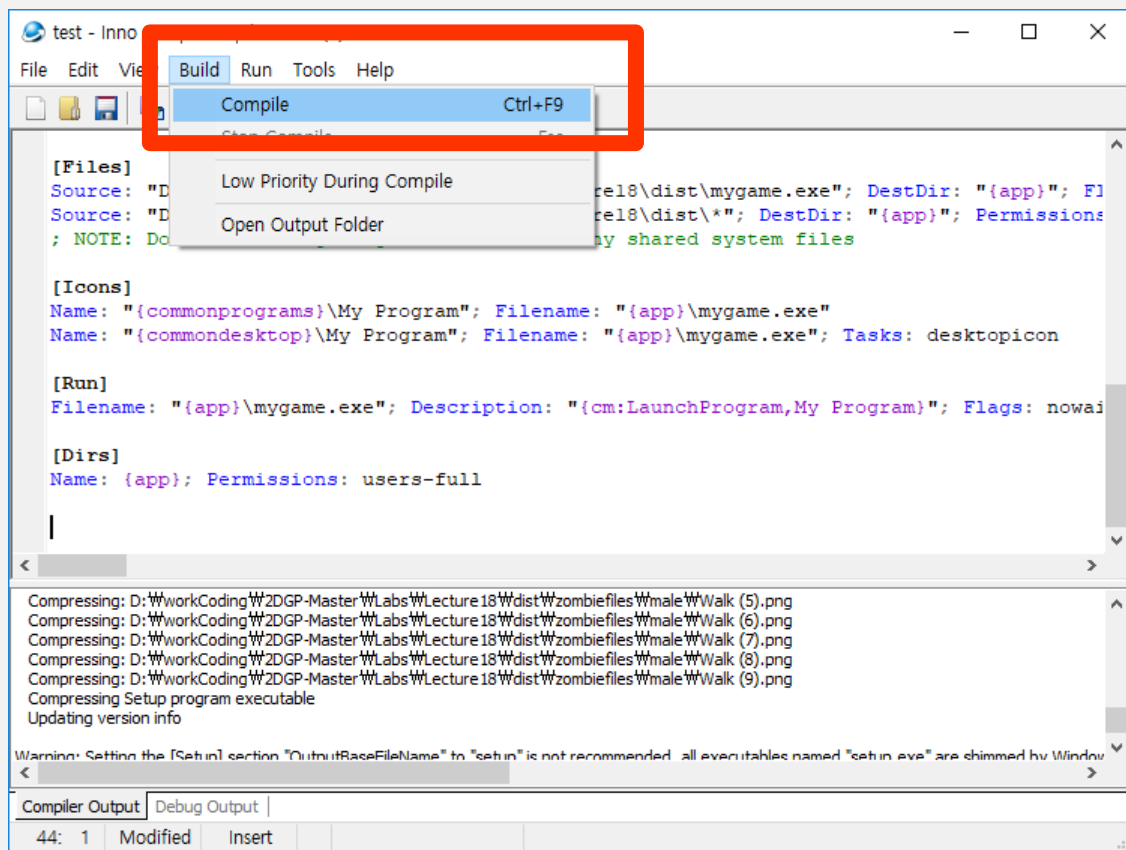 test - Inno
File Edit Vie Build Run Tools Help
Compile Ctrl+F9
Stop Compile Esc
Low Priority During Compile
Open Output Folder
[Files]
Source: "D re18\dist\mygame.exe"; DestDir: "{app}"; Fl
Source: "D re18\dist\*"; DestDir: "{app}"; Permissions
; NOTE: Do ny shared system files
[Icons]
Name: "{commonprograms}\My Program"; Filename: "{app}\mygame.exe"
Name: "{commondesktop}\My Program"; Filename: "{app}\mygame.exe"; Tasks: desktopicon
[Run]
Filename: "{app}\mygame.exe"; Description: "{cm:LaunchProgram,My Program}"; Flags: nowai
[Dirs]
Name: {app}; Permissions: users-full
Compressing: D:₩workCoding₩2DGP-Master₩Labs₩Lecture18₩dist₩zombiefiles₩male₩Walk (5).png
Compressing: D:₩workCoding₩2DGP-Master₩Labs₩Lecture18₩dist₩zombiefiles₩male₩Walk (6).png
Compressing: D:₩workCoding₩2DGP-Master₩Labs₩Lecture18₩dist₩zombiefiles₩male₩Walk (7).png
Compressing: D:₩workCoding₩2DGP-Master₩Labs₩Lecture18₩dist₩zombiefiles₩male₩Walk (8).png
Compressing: D:₩workCoding₩2DGP-Master₩Labs₩Lecture18₩dist₩zombiefiles₩male₩Walk (9).png
Compressing Setup program executable
Updating version info
Warning: Setting the [Setup] section "OutputBaseFileName" to "setup" is not recommended, all executables named "setup.exe" are shimmed by Window
Compiler Output Debug Output
44: 1 Modified Insert